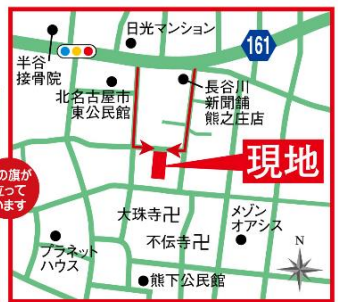 日光マンション
161
半谷
接骨院
北名古屋市
東公民館
長谷川
新聞舗
熊之庄店
の旗が
立って
います
現地
大珠寺卍
不伝寺卍
メゾン
オアシス
N
プラネット
ハウス
熊下公民館